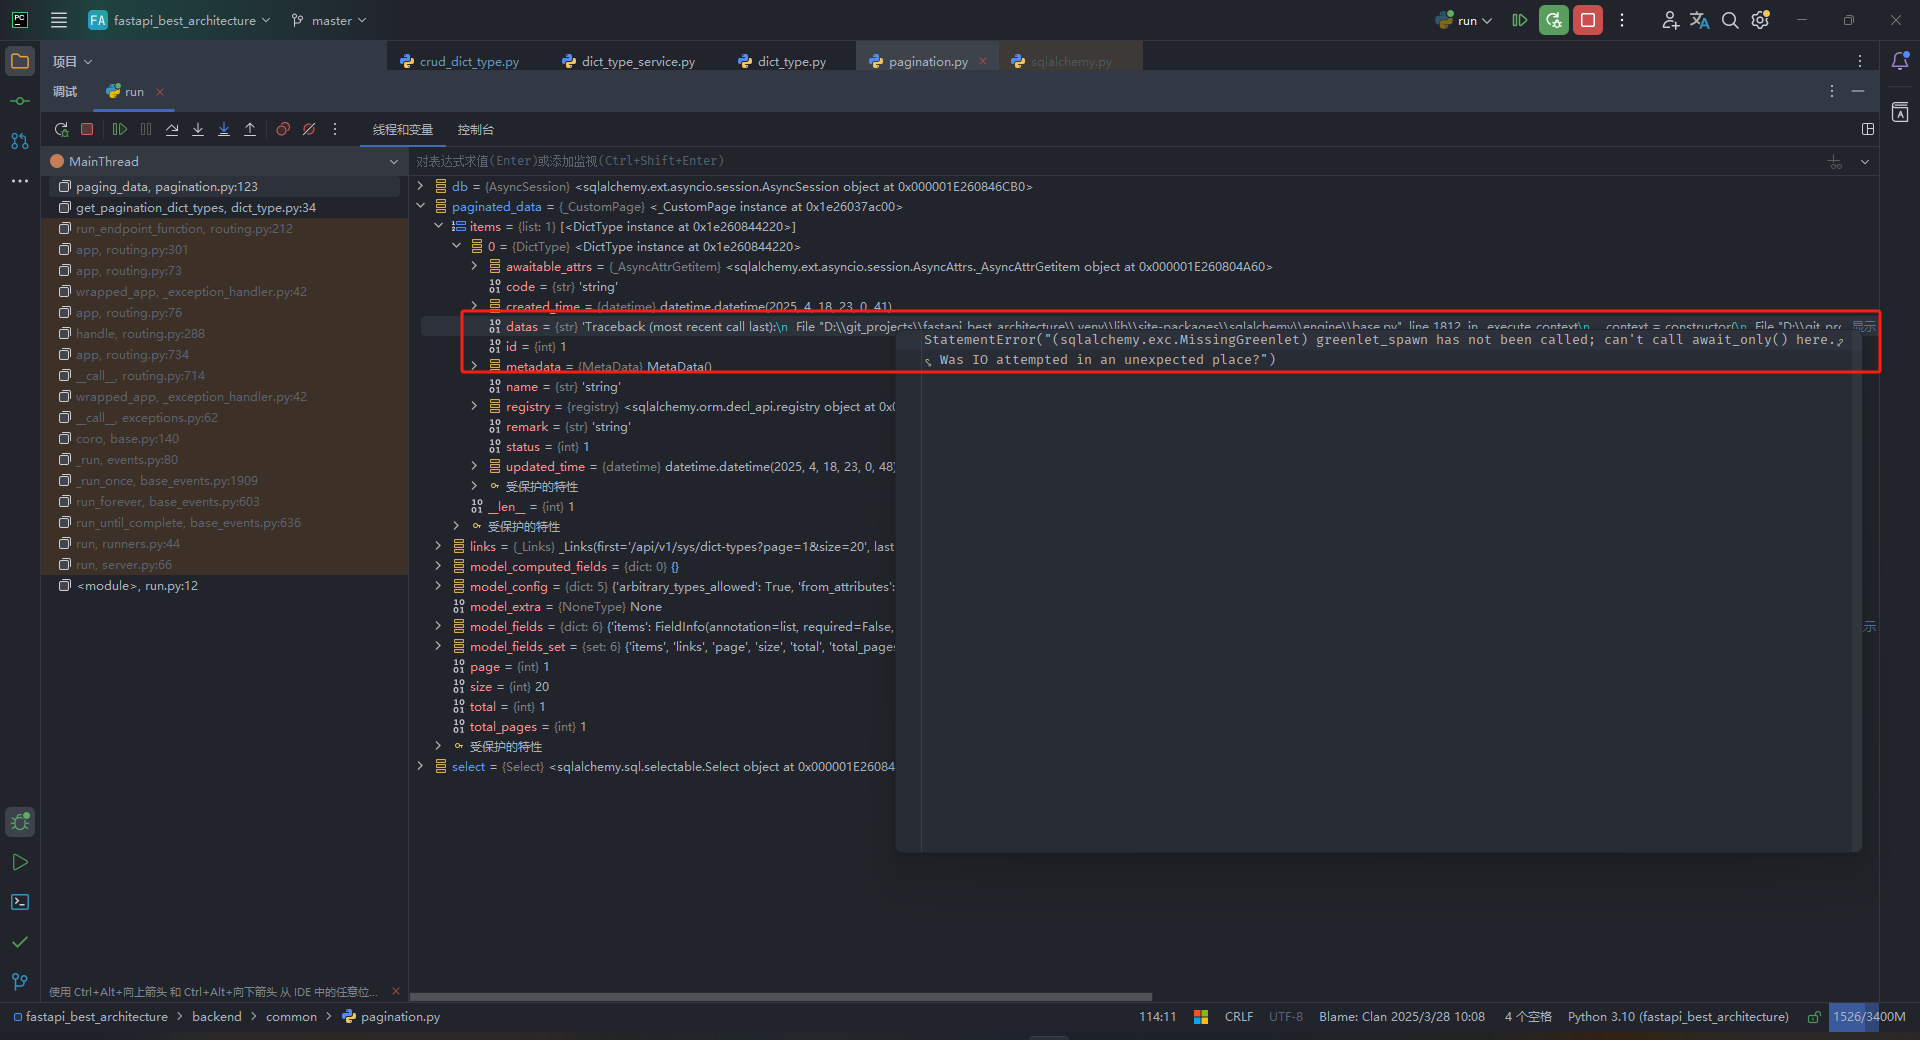 PC
FA fastapi_best_architecture
master
run
项目
crud_dict_type.py
dict_type_service.py
dict_type.py
pagination.py
sqlalchemy.py
调试
run
线程和变量
控制台
MainThread
对表达式求值(Enter)或添加监视(Ctrl+Shift+Enter)
paging_data, pagination.py:123
get_pagination_dict_types, dict_type.py:34
run_endpoint_function, routing.py:212
app, routing.py:301
app, routing.py:73
wrapped_app, _exception_handler.py:42
app, routing.py:76
handle, routing.py:288
app, routing.py:734
__call__, routing.py:714
wrapped_app, _exception_handler.py:42
__call__, exceptions.py:62
coro, base.py:140
_run, events.py:80
_run_once, base_events.py:1909
run_forever, base_events.py:603
run_until_complete, base_events.py:636
run, runners.py:44
run, server.py:66
<module>, run.py:12
db = {AsyncSession} <sqlalchemy.ext.asyncio.session.AsyncSession object at 0x000001E260846CB0>
paginated_data = {_CustomPage} <_CustomPage instance at 0x1e26037ac00>
items = {list: 1} [<DictType instance at 0x1e260844220>]
0 = {DictType} <DictType instance at 0x1e260844220>
awaitable_attrs = {_AsyncAttrGetitem} <sqlalchemy.ext.asyncio.session.AsyncAttrs._AsyncAttrGetitem object at 0x000001E260804A60>
code = {str} 'string'
created_time = {datetime} datetime.datetime(2025, 4, 18, 23, 0, 41)
datas = {str} 'Traceback (most recent call last):\n  File "D:\\git_projects\\fastapi_best_architecture\\.venv\\lib\\site-packages\\sqlalchemy\\engine\\base.py", line 1812, in _execute_context\n    context = constructor(\n  File "D:\\git_pro
显示
StatementError("(sqlalchemy.exc.MissingGreenlet) greenlet_spawn has not been called; can't call await_only() here.
Was IO attempted in an unexpected place?")
id = {int} 1
metadata = {MetaData} MetaData()
name = {str} 'string'
registry = {registry} <sqlalchemy.orm.decl_api.registry object at 0x0
remark = {str} 'string'
status = {int} 1
updated_time = {datetime} datetime.datetime(2025, 4, 18, 23, 0, 48)
受保护的特性
__len__ = {int} 1
受保护的特性
links = {_Links} _Links(first='/api/v1/sys/dict-types?page=1&size=20', last
model_computed_fields = {dict: 0} {}
model_config = {dict: 5} {'arbitrary_types_allowed': True, 'from_attributes':
model_extra = {NoneType} None
model_fields = {dict: 6} {'items': FieldInfo(annotation=list, required=False,
示
model_fields_set = {set: 6} {'items', 'links', 'page', 'size', 'total', 'total_pages
page = {int} 1
size = {int} 20
total = {int} 1
total_pages = {int} 1
受保护的特性
select = {Select} <sqlalchemy.sql.selectable.Select object at 0x000001E26084
使用 Ctrl+Alt+向上箭头 和 Ctrl+Alt+向下箭头 从 IDE 中的任意位...
fastapi_best_architecture > backend > common > pagination.py
114:11
CRLF
UTF-8
Blame: Clan 2025/3/28 10:08
4 个空格
Python 3.10 (fastapi_best_architecture)
1526/3400M